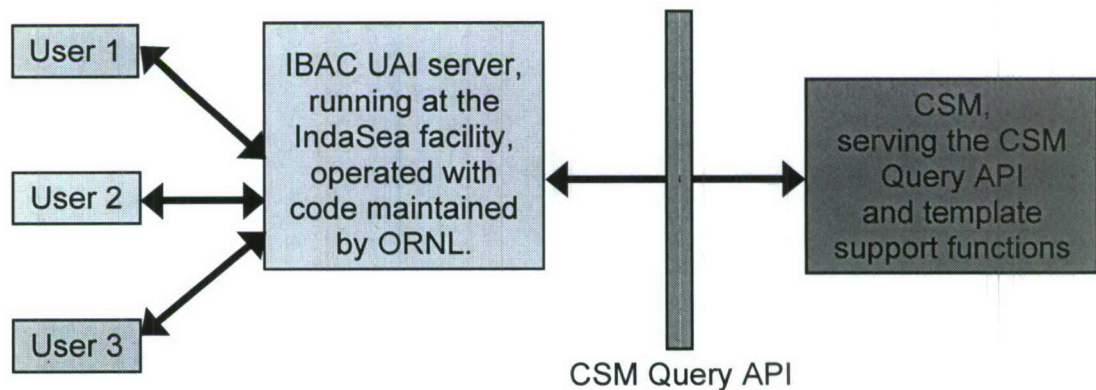 User 1
User 2
User 3
IBAC UAI server,
running at the
IndaSea facility,
operated with
code maintained
by ORNL.
CSM Query API
CSM,
serving the CSM
Query API
and template
support functions